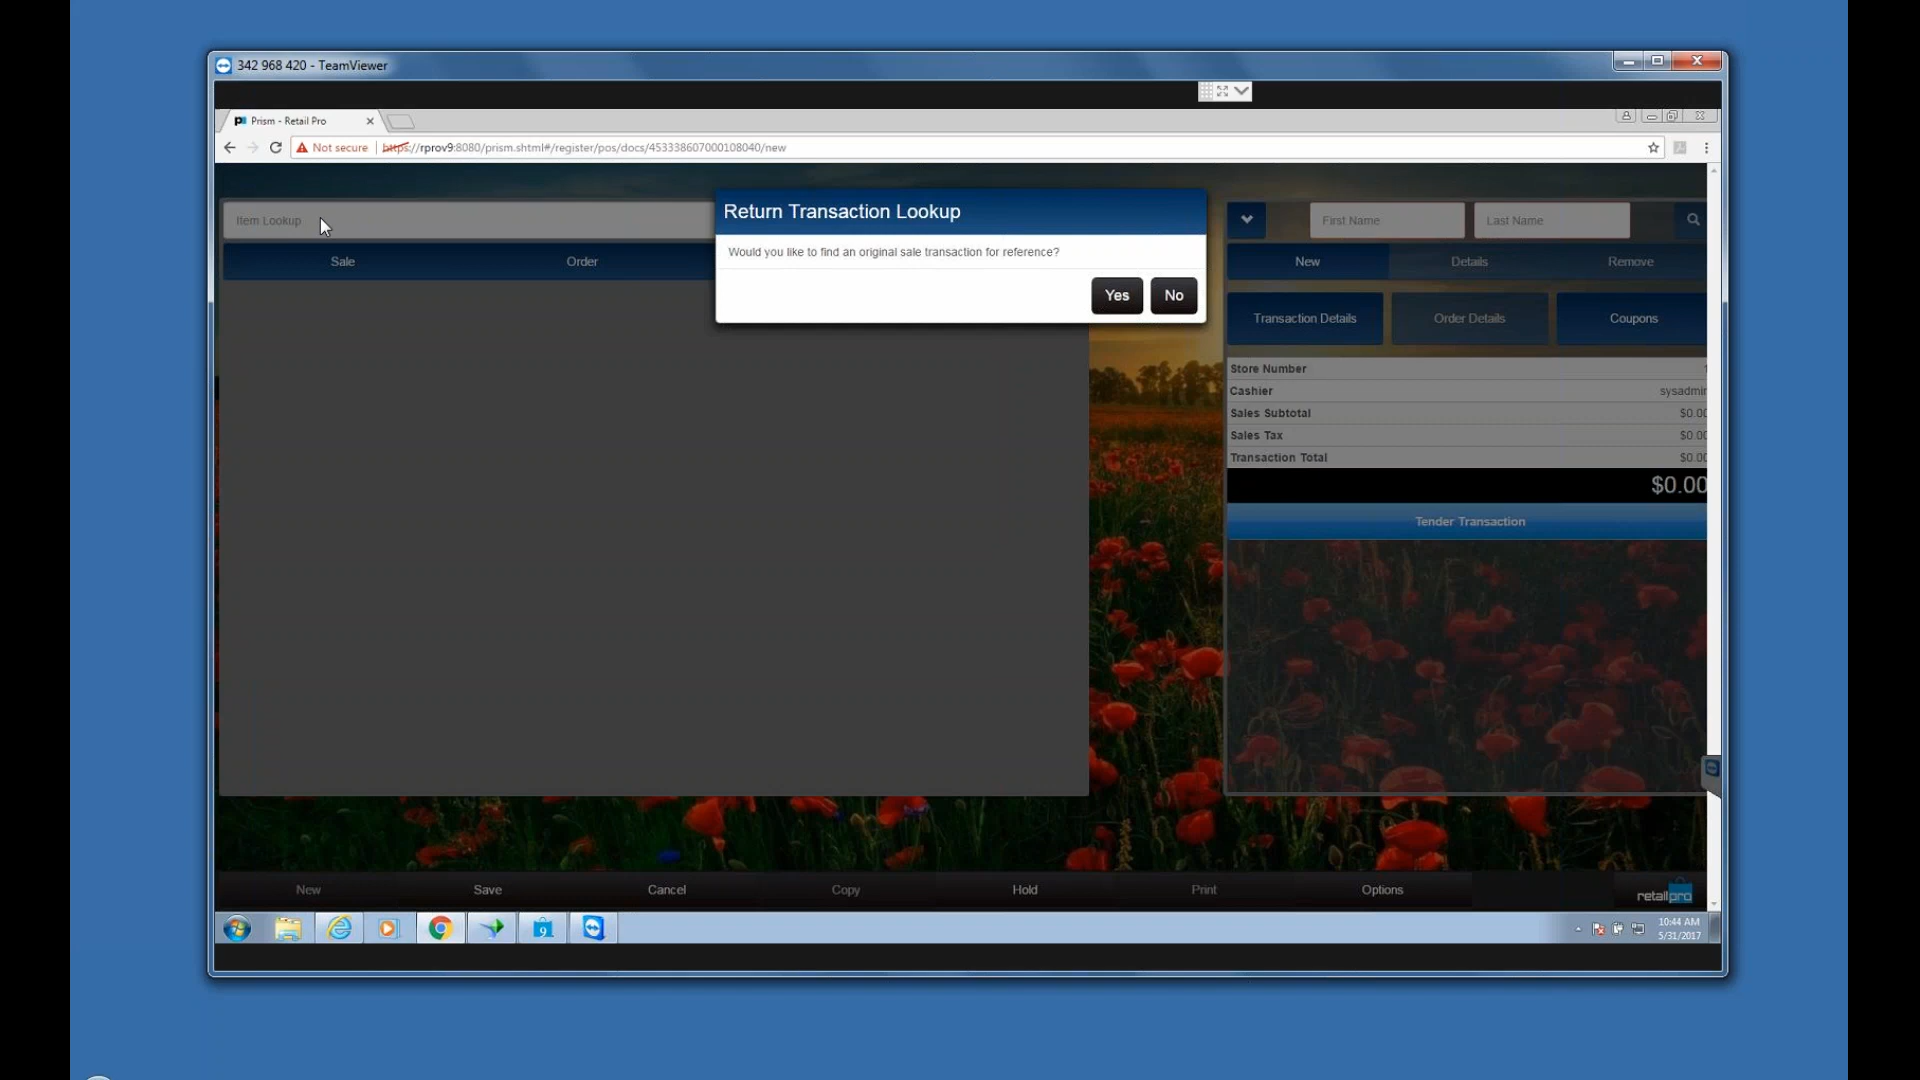 342 968 420 - TeamViewer
Prism - Retail Pro
Not secure | https://rprov9:8080/prism.shtml#/register/pos/docs/453338607000108040/new
Return Transaction Lookup
Would you like to find an original sale transaction for reference?
Yes No
Item Lookup
Sale Order
First Name Last Name
New Details Remove
Transaction Details Order Details Coupons
Store Number
Cashier sysadmin
Sales Subtotal $0.00
Sales Tax $0.00
Transaction Total $0.00
$0.00
Tender Transaction
New Save Cancel Copy Hold Print Options
retailpro
9
10:44 AM
5/31/2017